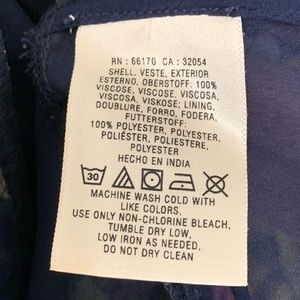 RN : 66170 CA : 32054
SHELL, VESTE, EXTERIOR
ESTERNO, OBERSTOFF: 100%
VISCOSE, VISCOSE, VISCOSA,
VISCOSA, VISKOSE; LINING,
DOUBLURE, FORRO, FODERA,
FUTTERSTOFF:
100% POLYESTER, POLYESTER,
POLIÉSTER, POLIESTERE,
POLYESTER
HECHO EN INDIA
30
MACHINE WASH COLD WITH
LIKE COLORS.
USE ONLY NON-CHLORINE BLEACH,
TUMBLE DRY LOW,
LOW IRON AS NEEDED,
DO NOT DRY CLEAN